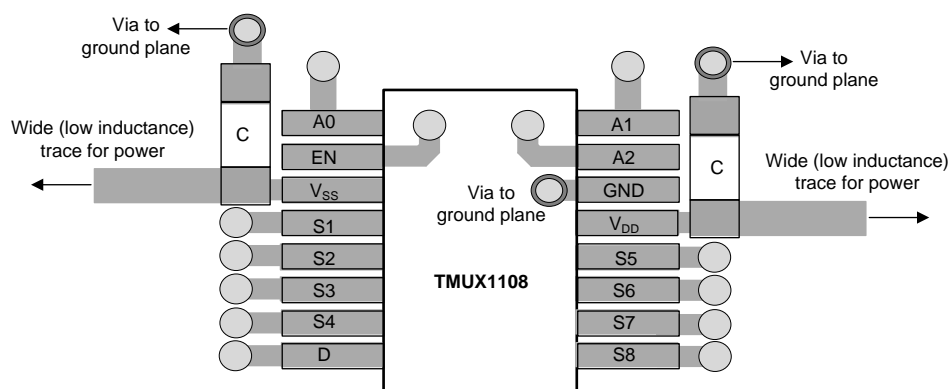 Via to
ground plane
C
A0
EN
V_SS
S1
S2
S3
S4
D
Wide (low inductance)
trace for power
Via to
ground plane
TMUX1108
A1
A2
GND
V_DD
S5
S6
S7
S8
C
Via to
ground plane
Wide (low inductance)
trace for power